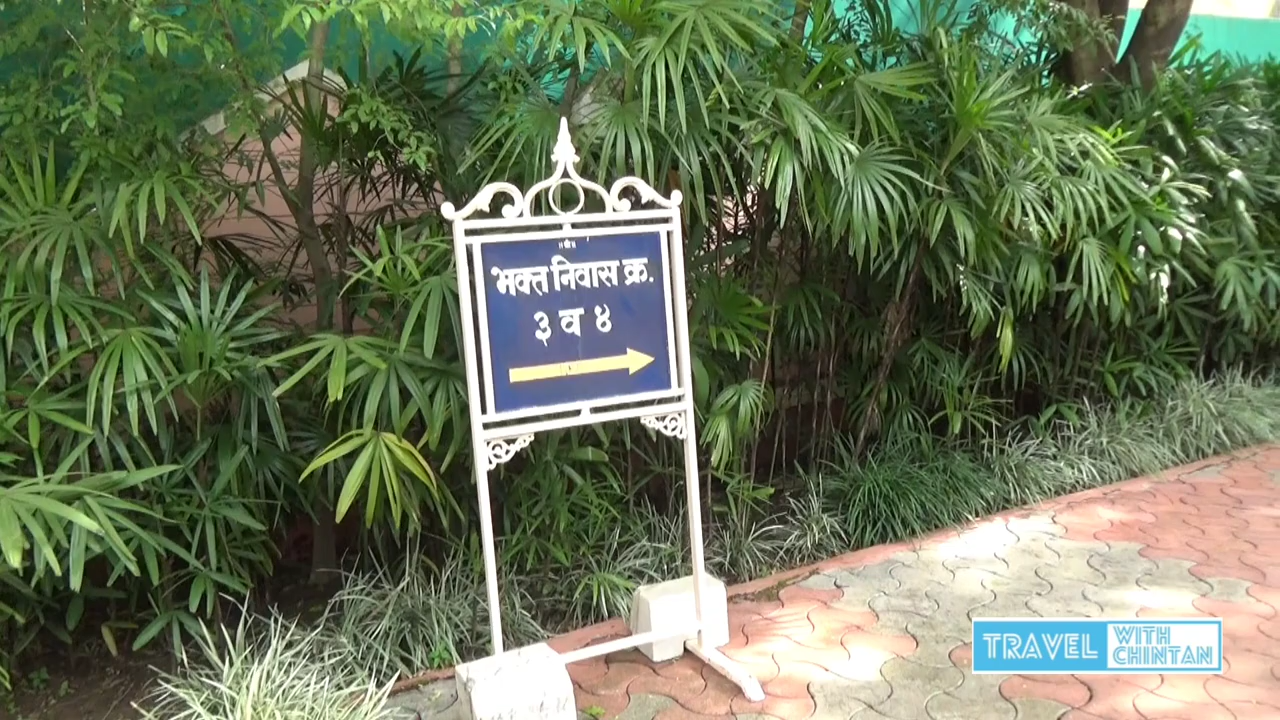 ॥ श्री ॥
भक्त निवास क्र.
३ व ४
TRAVEL WITH
CHINTAN